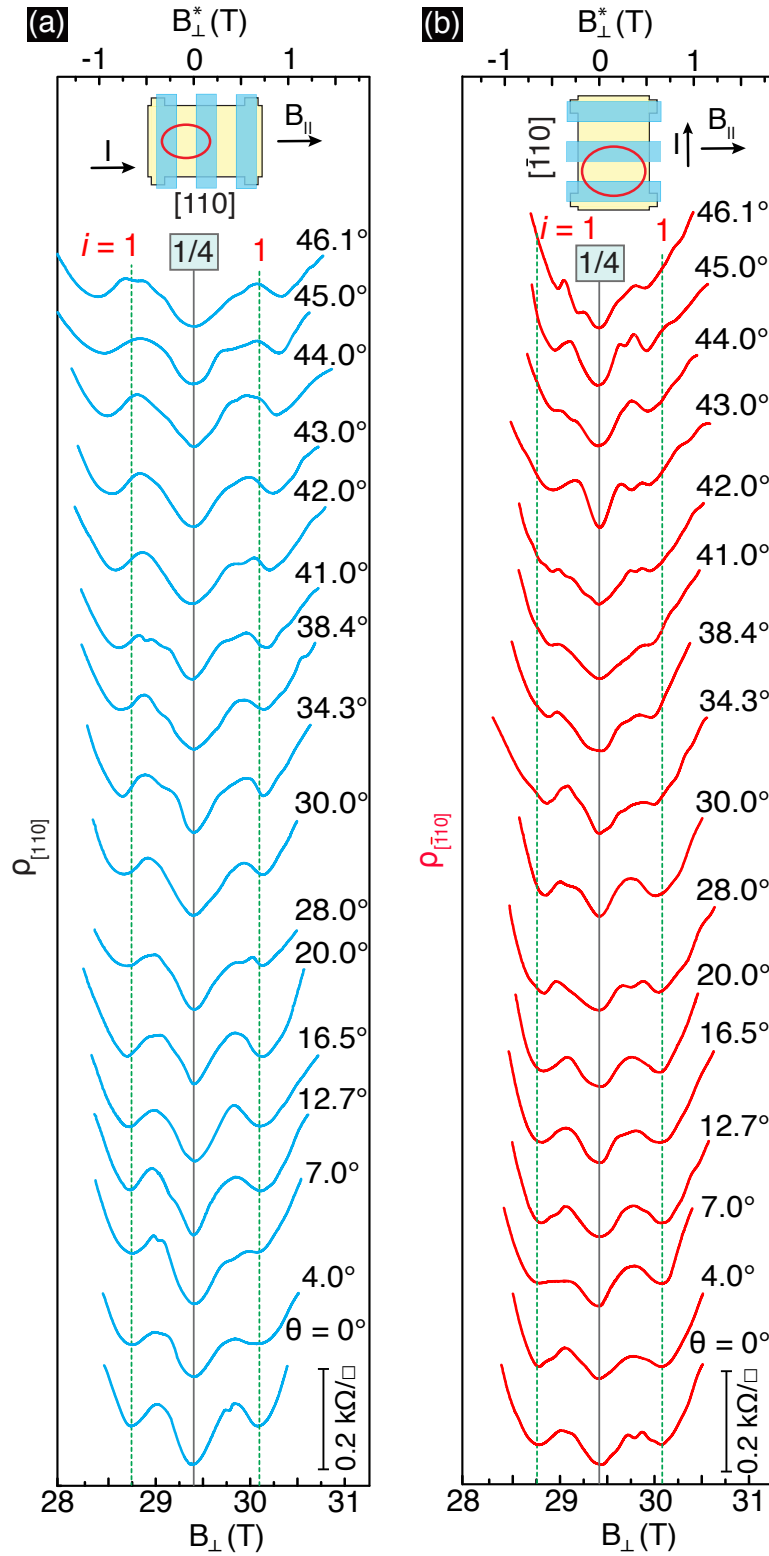 (a)
B*⊥ (T)
-1 0 1
I
B||
[110]
i = 1 1/4 1
46.1°
45.0°
44.0°
43.0°
42.0°
41.0°
38.4°
34.3°
30.0°
28.0°
20.0°
16.5°
12.7°
7.0°
4.0°
θ = 0°
0.2 kΩ/□
ρ[110]
28 29 30 31
B⊥ (T)
(b)
B*⊥ (T)
-1 0 1
[1̄10]
I
B||
i = 1 1/4 1
46.1°
45.0°
44.0°
43.0°
42.0°
41.0°
38.4°
34.3°
30.0°
28.0°
20.0°
16.5°
12.7°
7.0°
4.0°
θ = 0°
0.2 kΩ/□
ρ[1̄10]
28 29 30 31
B⊥ (T)